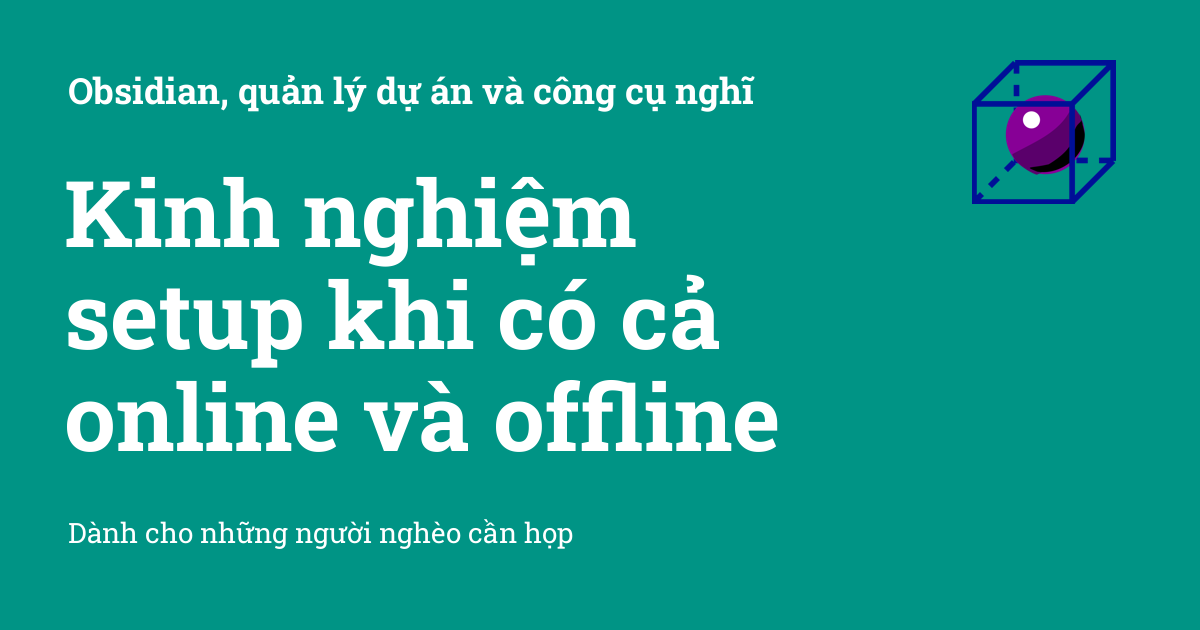 Obsidian, quản lý dự án và công cụ nghĩ
Kinh nghiệm
setup khi có cả
online và offline
Dành cho những người nghèo cần họp